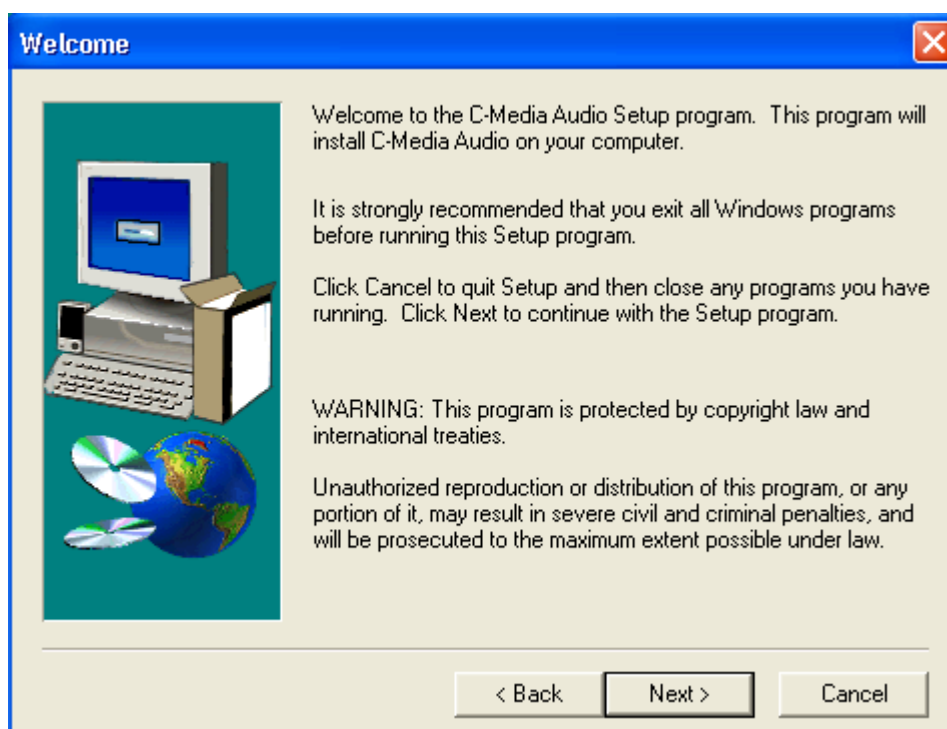 Welcome
Welcome to the C-Media Audio Setup program.  This program will
install C-Media Audio on your computer.
It is strongly recommended that you exit all Windows programs
before running this Setup program.
Click Cancel to quit Setup and then close any programs you have
running.  Click Next to continue with the Setup program.
WARNING: This program is protected by copyright law and
international treaties.
Unauthorized reproduction or distribution of this program, or any
portion of it, may result in severe civil and criminal penalties, and
will be prosecuted to the maximum extent possible under law.
< Back
Next >
Cancel